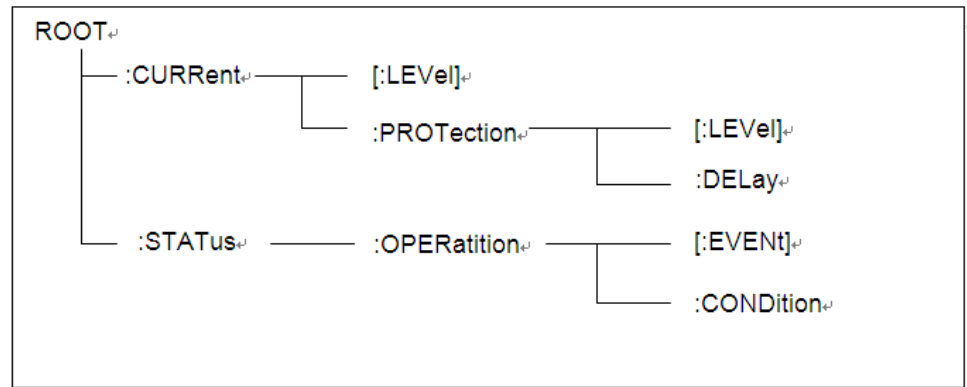 ROOT↵
:CURRent↵ [:LEVel]↵
:PROTection↵ [:LEVel]↵
:DELay↵
:STATus↵ :OPERatition↵ [:EVENt]↵
:CONDition↵